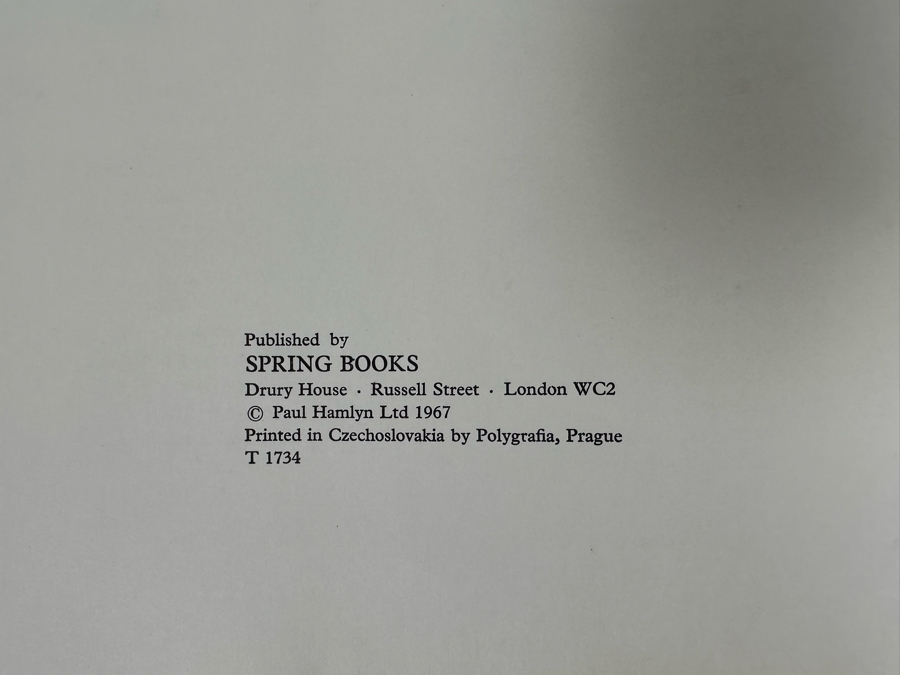 Published by
SPRING BOOKS
Drury House · Russell Street · London WC2
© Paul Hamlyn Ltd 1967
Printed in Czechoslovakia by Polygrafia, Prague
T 1734